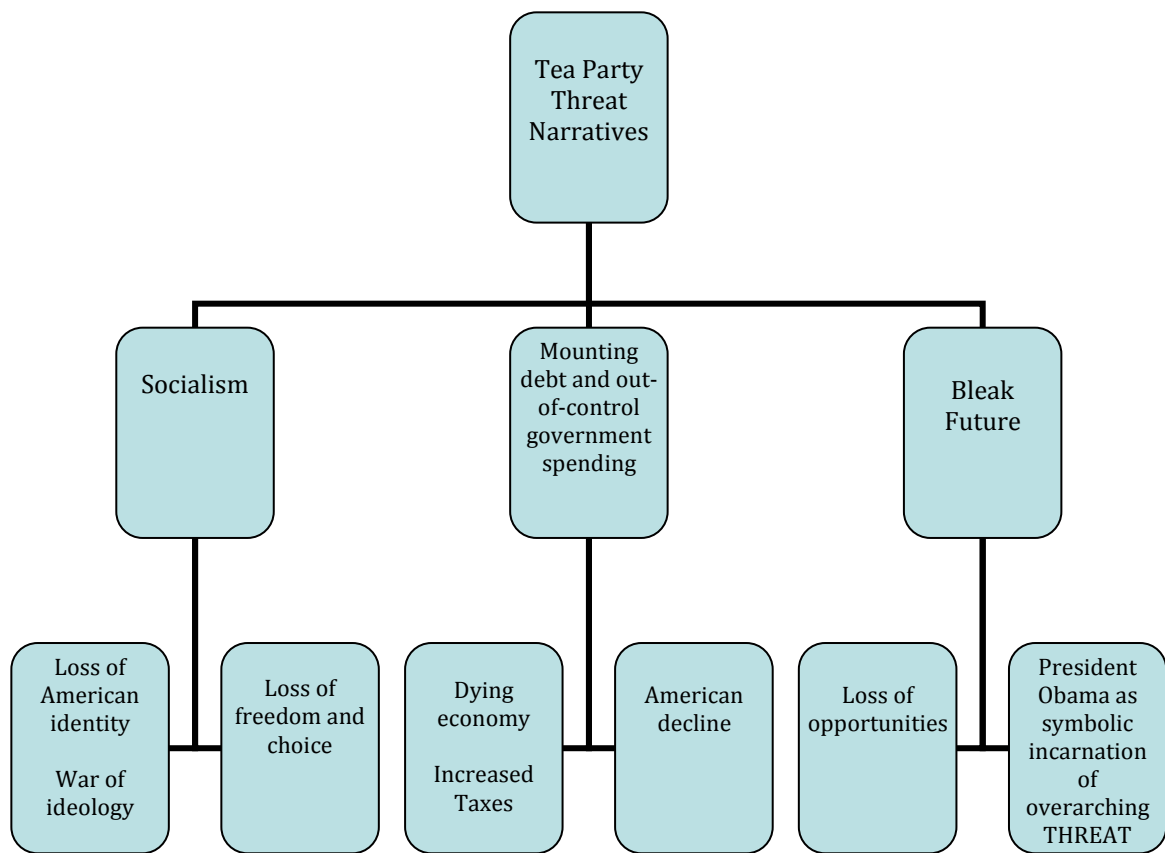 Tea Party
Threat
Narratives
Socialism
Mounting
debt and out-
of-control
government
spending
Bleak
Future
Loss of
American
identity
War of
ideology
Loss of
freedom and
choice
Dying
economy
Increased
Taxes
American
decline
Loss of
opportunities
President
Obama as
symbolic
incarnation
of
overarching
THREAT